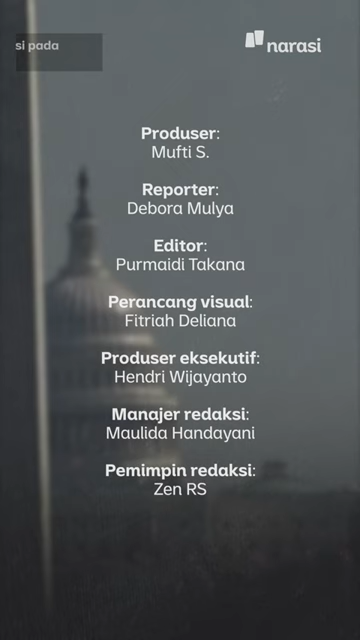 si pada
narasi
Produser:
Mufti S.
Reporter:
Debora Mulya
Editor:
Purmaidi Takana
Perancang visual:
Fitriah Deliana
Produser eksekutif:
Hendri Wijayanto
Manajer redaksi:
Maulida Handayani
Pemimpin redaksi:
Zen RS